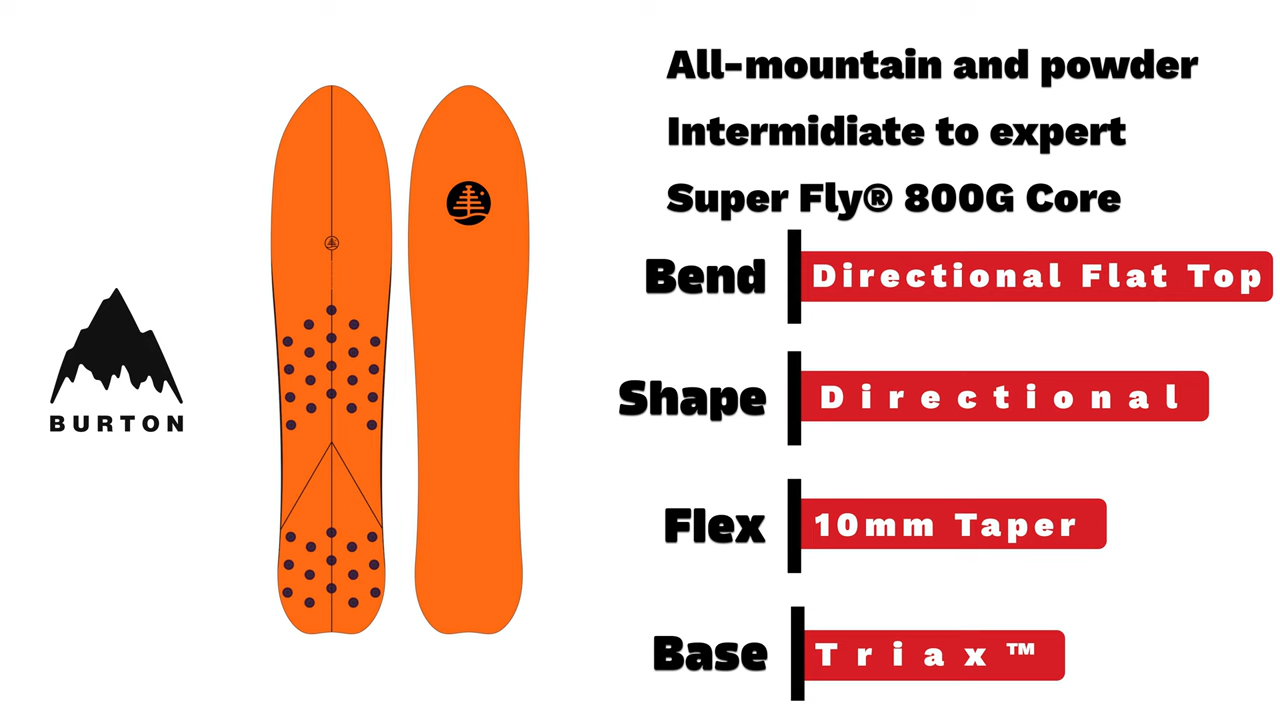 All-mountain and powder
Intermidiate to expert
Super Fly® 800G Core
Bend Directional Flat Top
Shape Directional
Flex 10mm Taper
Base Triax™
BURTON